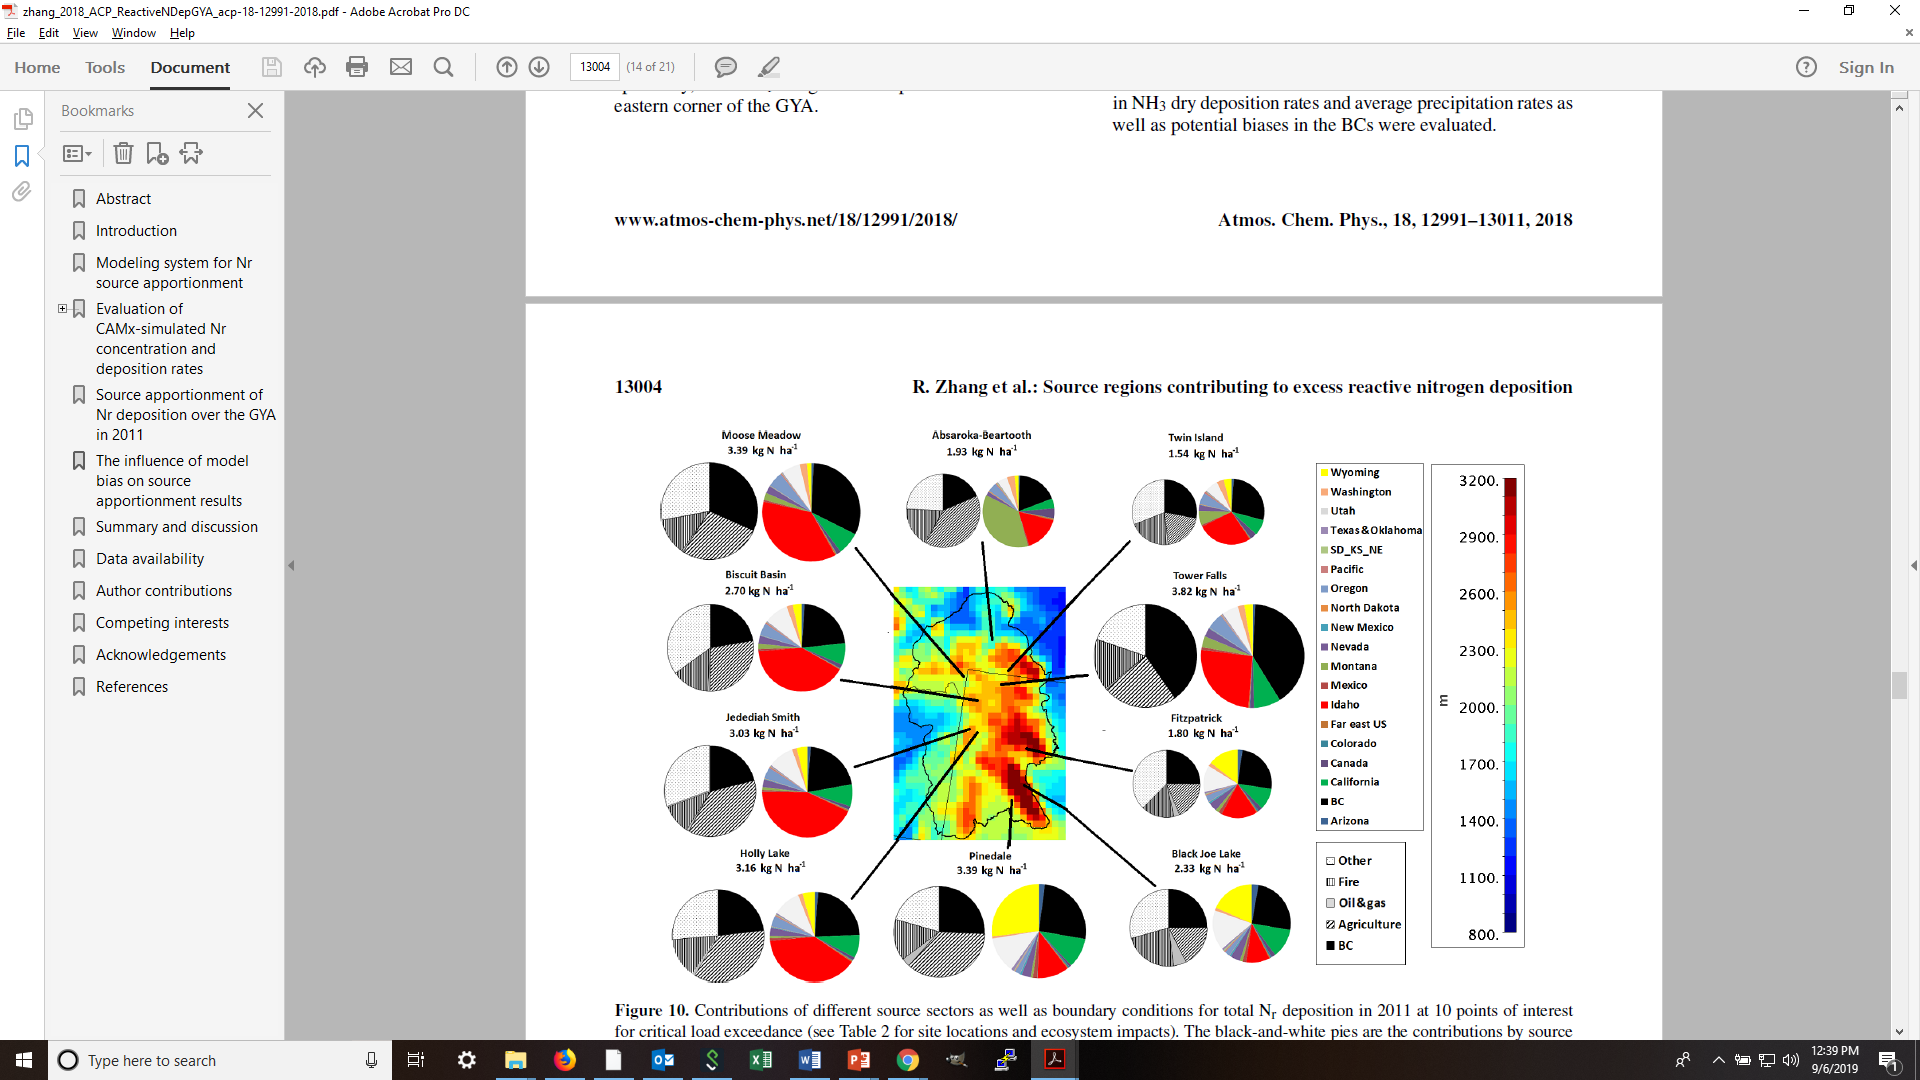 zhang_2018_ACP_ReactiveNDepGYA_acp-18-12991-2018.pdf - Adobe Acrobat Pro DC
File Edit View Window Help
Home Tools Document 13004 (14 of 21) Sign In
Bookmarks
Abstract
Introduction
Modeling system for Nr
source apportionment
Evaluation of
CAMx-simulated Nr
concentration and
deposition rates
Source apportionment of
Nr deposition over the GYA
in 2011
The influence of model
bias on source
apportionment results
Summary and discussion
Data availability
Author contributions
Competing interests
Acknowledgements
References
eastern corner of the GYA.
in NH3 dry deposition rates and average precipitation rates as
well as potential biases in the BCs were evaluated.
www.atmos-chem-phys.net/18/12991/2018/
Atmos. Chem. Phys., 18, 12991–13011, 2018
13004
R. Zhang et al.: Source regions contributing to excess reactive nitrogen deposition
Moose Meadow
3.39 kg N ha-1
Absaroka-Beartooth
1.93 kg N ha-1
Twin Island
1.54 kg N ha-1
Biscuit Basin
2.70 kg N ha-1
Tower Falls
3.82 kg N ha-1
Jedediah Smith
3.03 kg N ha-1
Fitzpatrick
1.80 kg N ha-1
Holly Lake
3.16 kg N ha-1
Pinedale
3.39 kg N ha-1
Black Joe Lake
2.33 kg N ha-1
Wyoming
Washington
Utah
Texas&Oklahoma
SD_KS_NE
Pacific
Oregon
North Dakota
New Mexico
Nevada
Montana
Mexico
Idaho
Far east US
Colorado
Canada
California
BC
Arizona
Other
Fire
Oil&gas
Agriculture
BC
3200.
2900.
2600.
2300.
2000.
1700.
1400.
1100.
800.
m
Figure 10. Contributions of different source sectors as well as boundary conditions for total Nr deposition in 2011 at 10 points of interest
for critical load exceedance (see Table 2 for site locations and ecosystem impacts). The black-and-white pies are the contributions by source
Type here to search
12:39 PM
9/6/2019
1